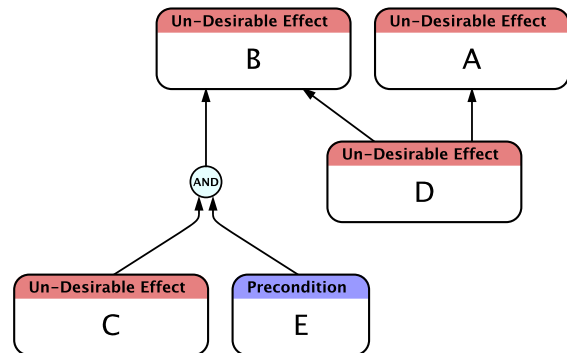 Un-Desirable Effect
B
Un-Desirable Effect
A
Un-Desirable Effect
D
AND
Un-Desirable Effect
C
Precondition
E